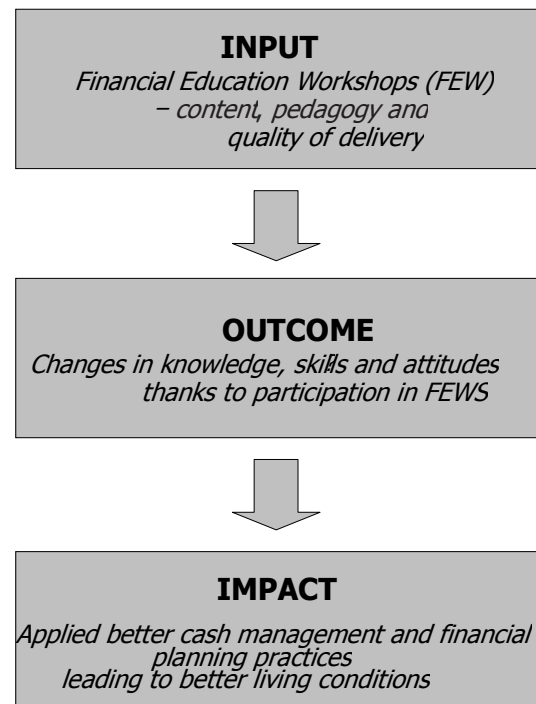 INPUT
Financial Education Workshops (FEW)
– content, pedagogy and
quality of delivery
OUTCOME
Changes in knowledge, skills and attitudes
thanks to participation in FEWS
IMPACT
Applied better cash management and financial
planning practices
leading to better living conditions